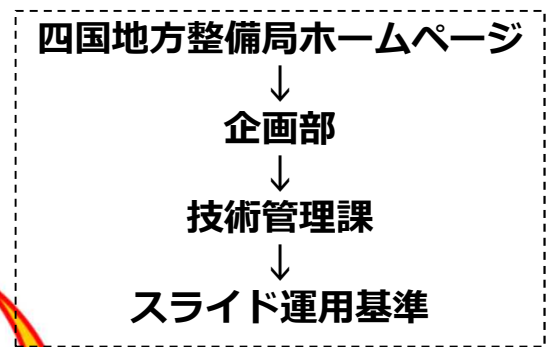 四国地方整備局ホームページ
↓
企画部
↓
技術管理課
↓
スライド運用基準